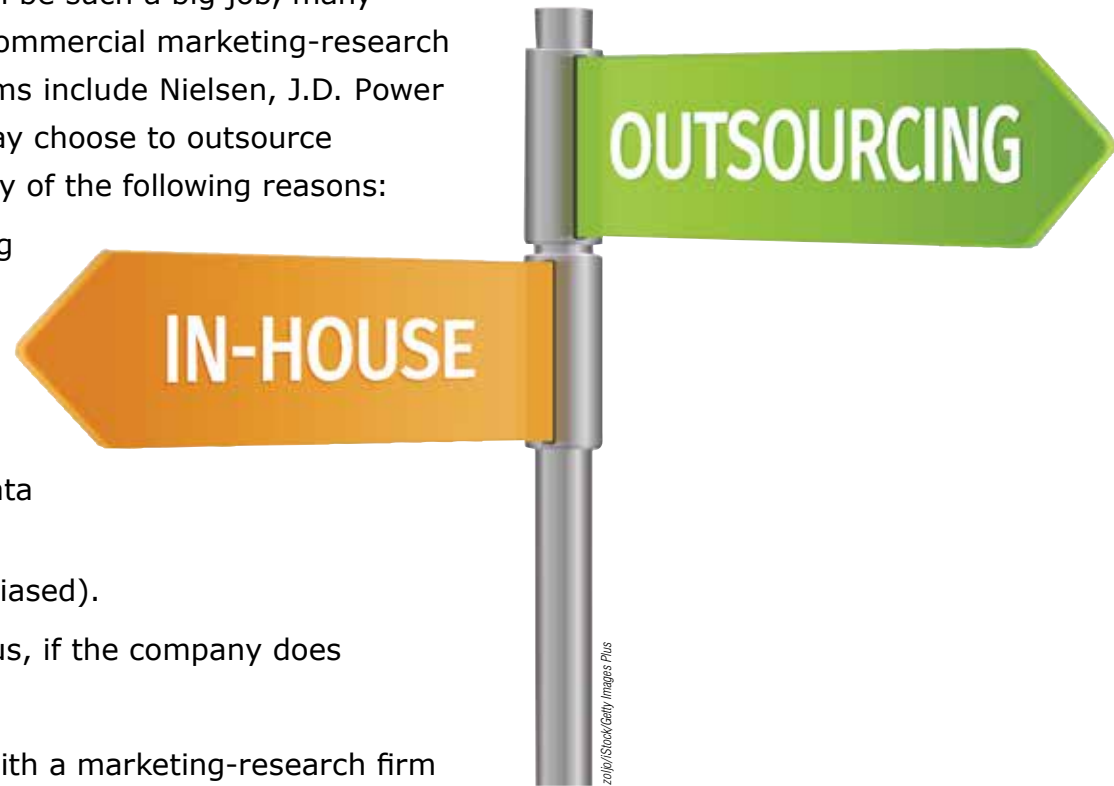 be such a big job, many
ommercial marketing-research
ms include Nielsen, J.D. Power
ay choose to outsource
y of the following reasons:
g
OUTSOURCING
IN-HOUSE
ata
iased).
us, if the company does
ith a marketing-research firm
zoljo/iStock/Getty Images Plus